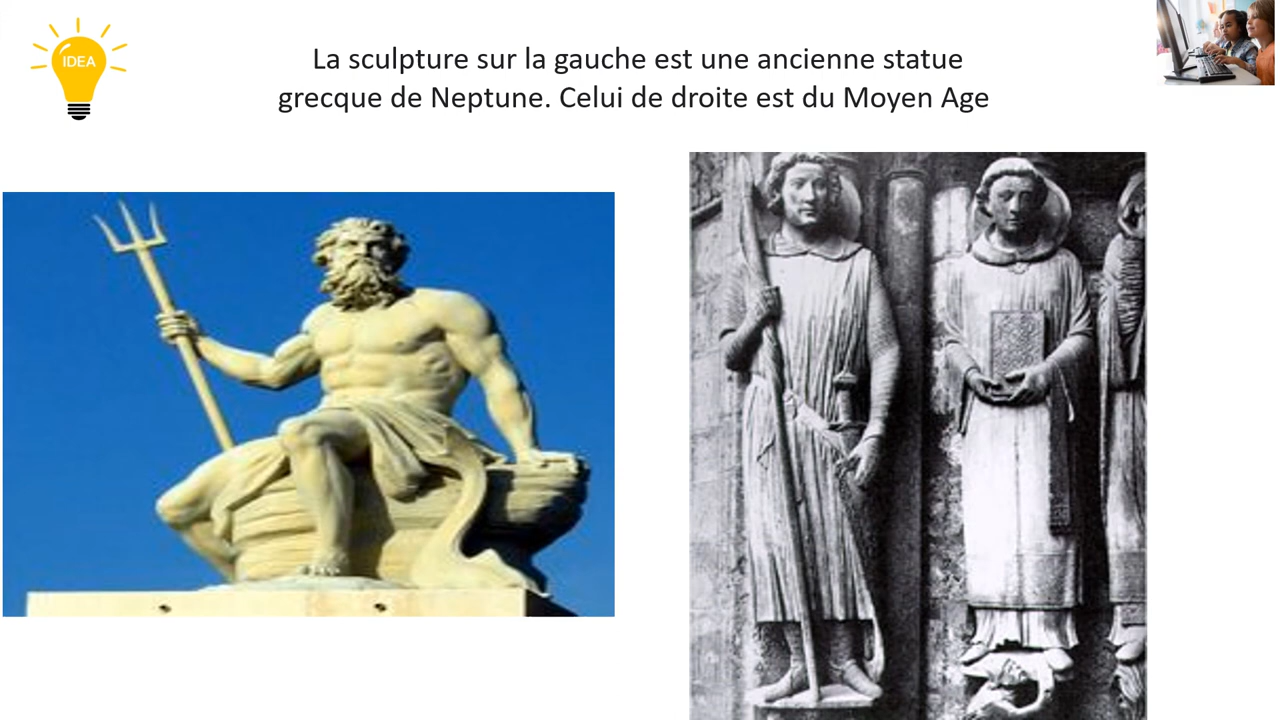 IDEA
La sculpture sur la gauche est une ancienne statue
grecque de Neptune. Celui de droite est du Moyen Age